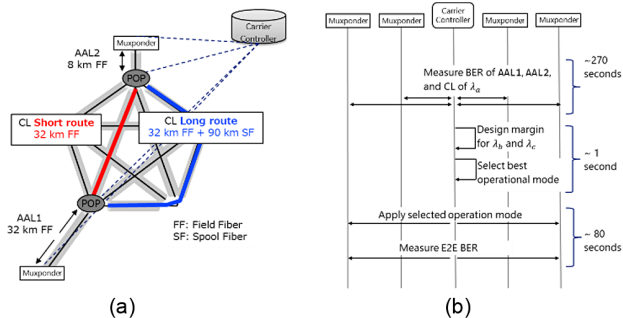 Carrier
Controller
Muxponder
AAL2
8 km FF
POP
CL Short route
32 km FF
CL Long route
32 km FF + 90 km SF
POP
AAL1
32 km FF
FF: Field Fiber
SF: Spool Fiber
Muxponder
(a)
Carrier
Controller
Muxponder
Muxponder
Muxponder
Muxponder
~270
seconds
Measure BER of AAL1, AAL2,
and CL of λa
Design margin
for λb and λc
~ 1
second
Select best
operational mode
Apply selected operation mode
~ 80
seconds
Measure E2E BER
(b)